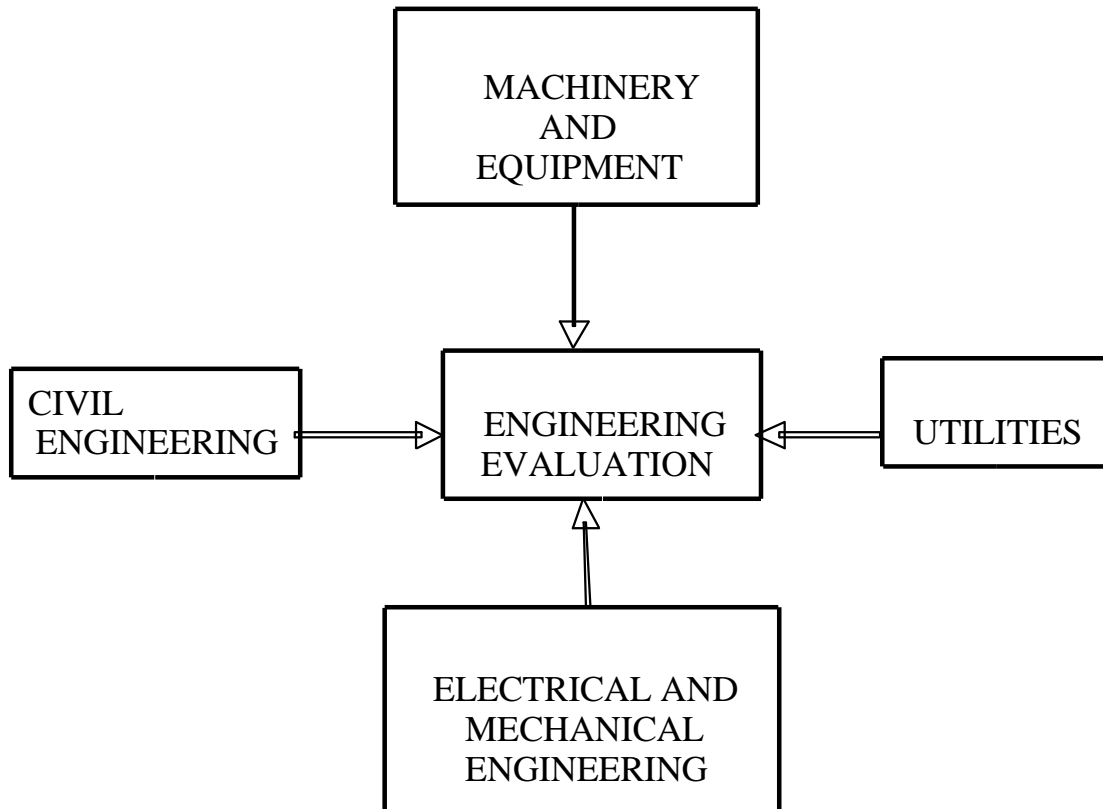 MACHINERY
AND
EQUIPMENT
CIVIL
ENGINEERING
ENGINEERING
EVALUATION
UTILITIES
ELECTRICAL AND
MECHANICAL
ENGINEERING